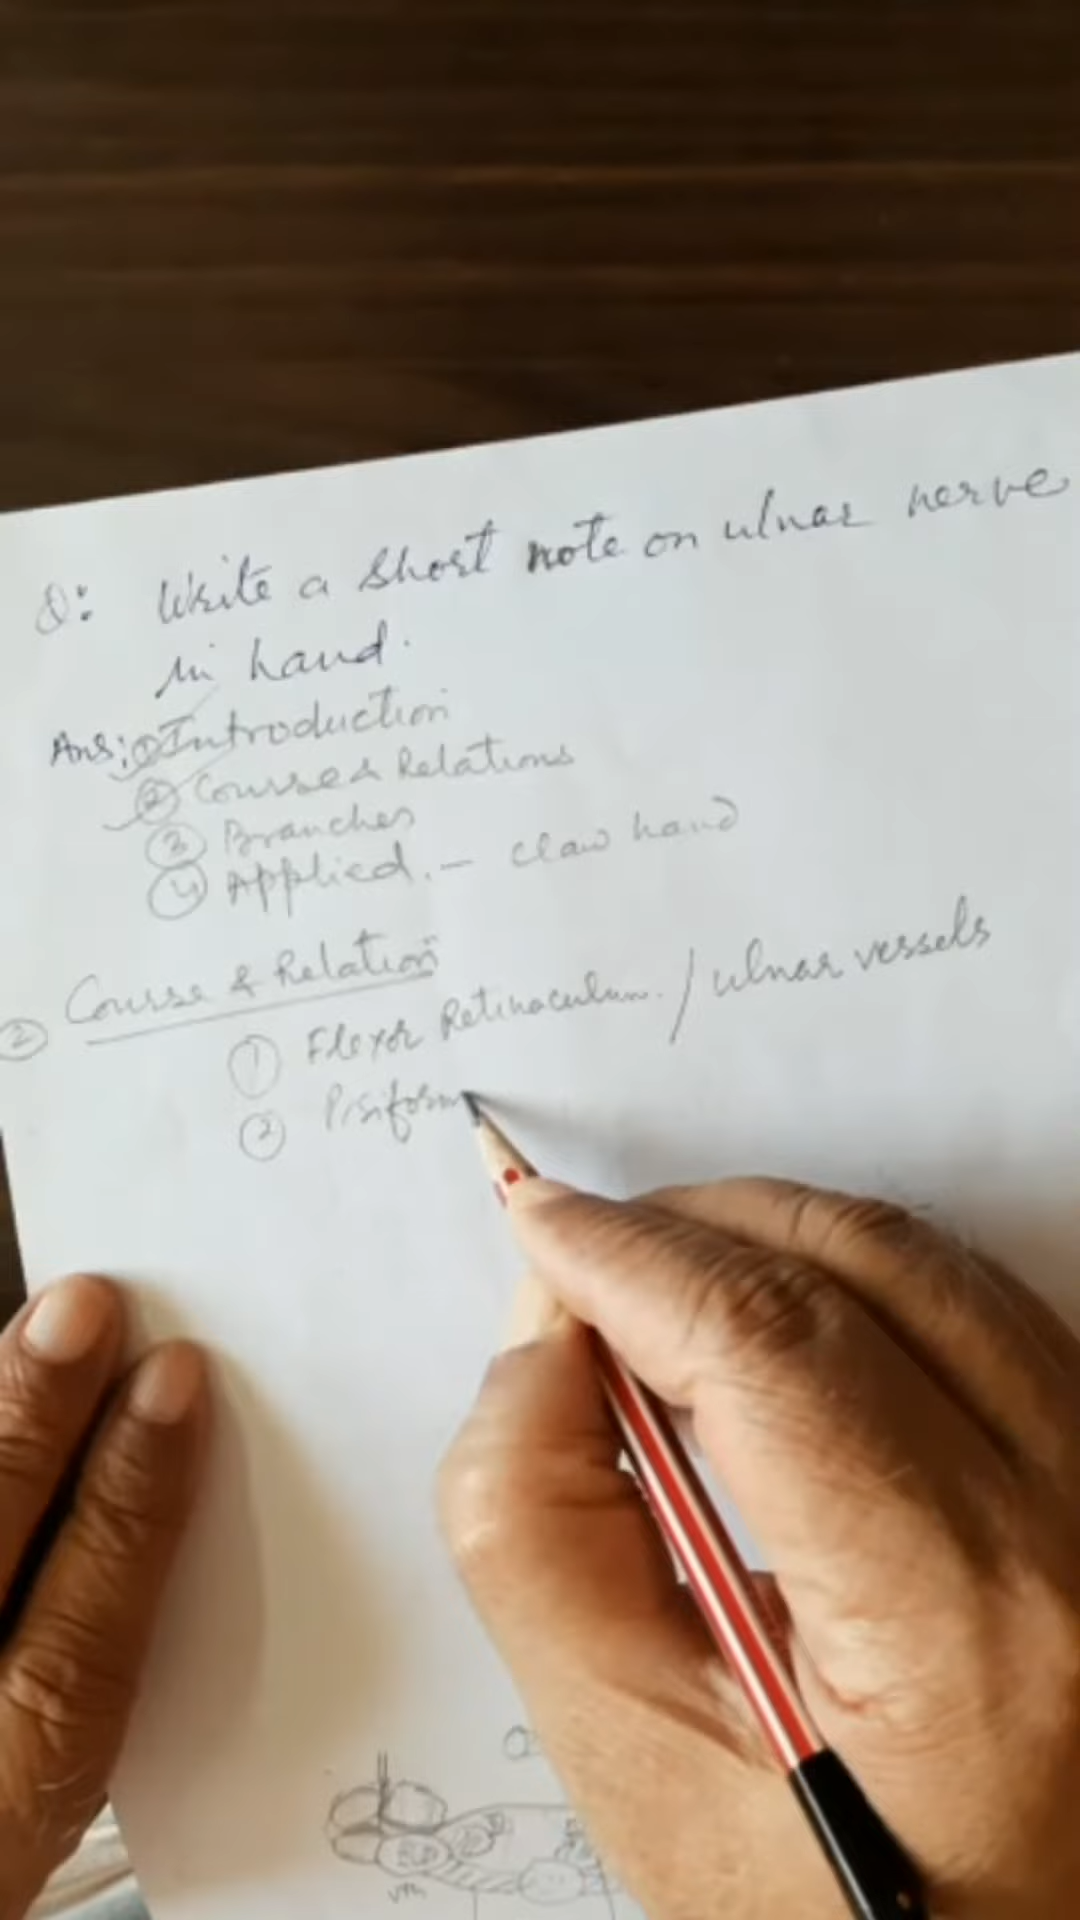 Q: Write a short note on ulnar nerve
in hand.
Ans: ① Introduction
② Course & Relations
③ Branches
④ Applied. - Claw hand
② Course & Relation
① Flexor Retinaculum. / ulnar vessels
② Pisiform